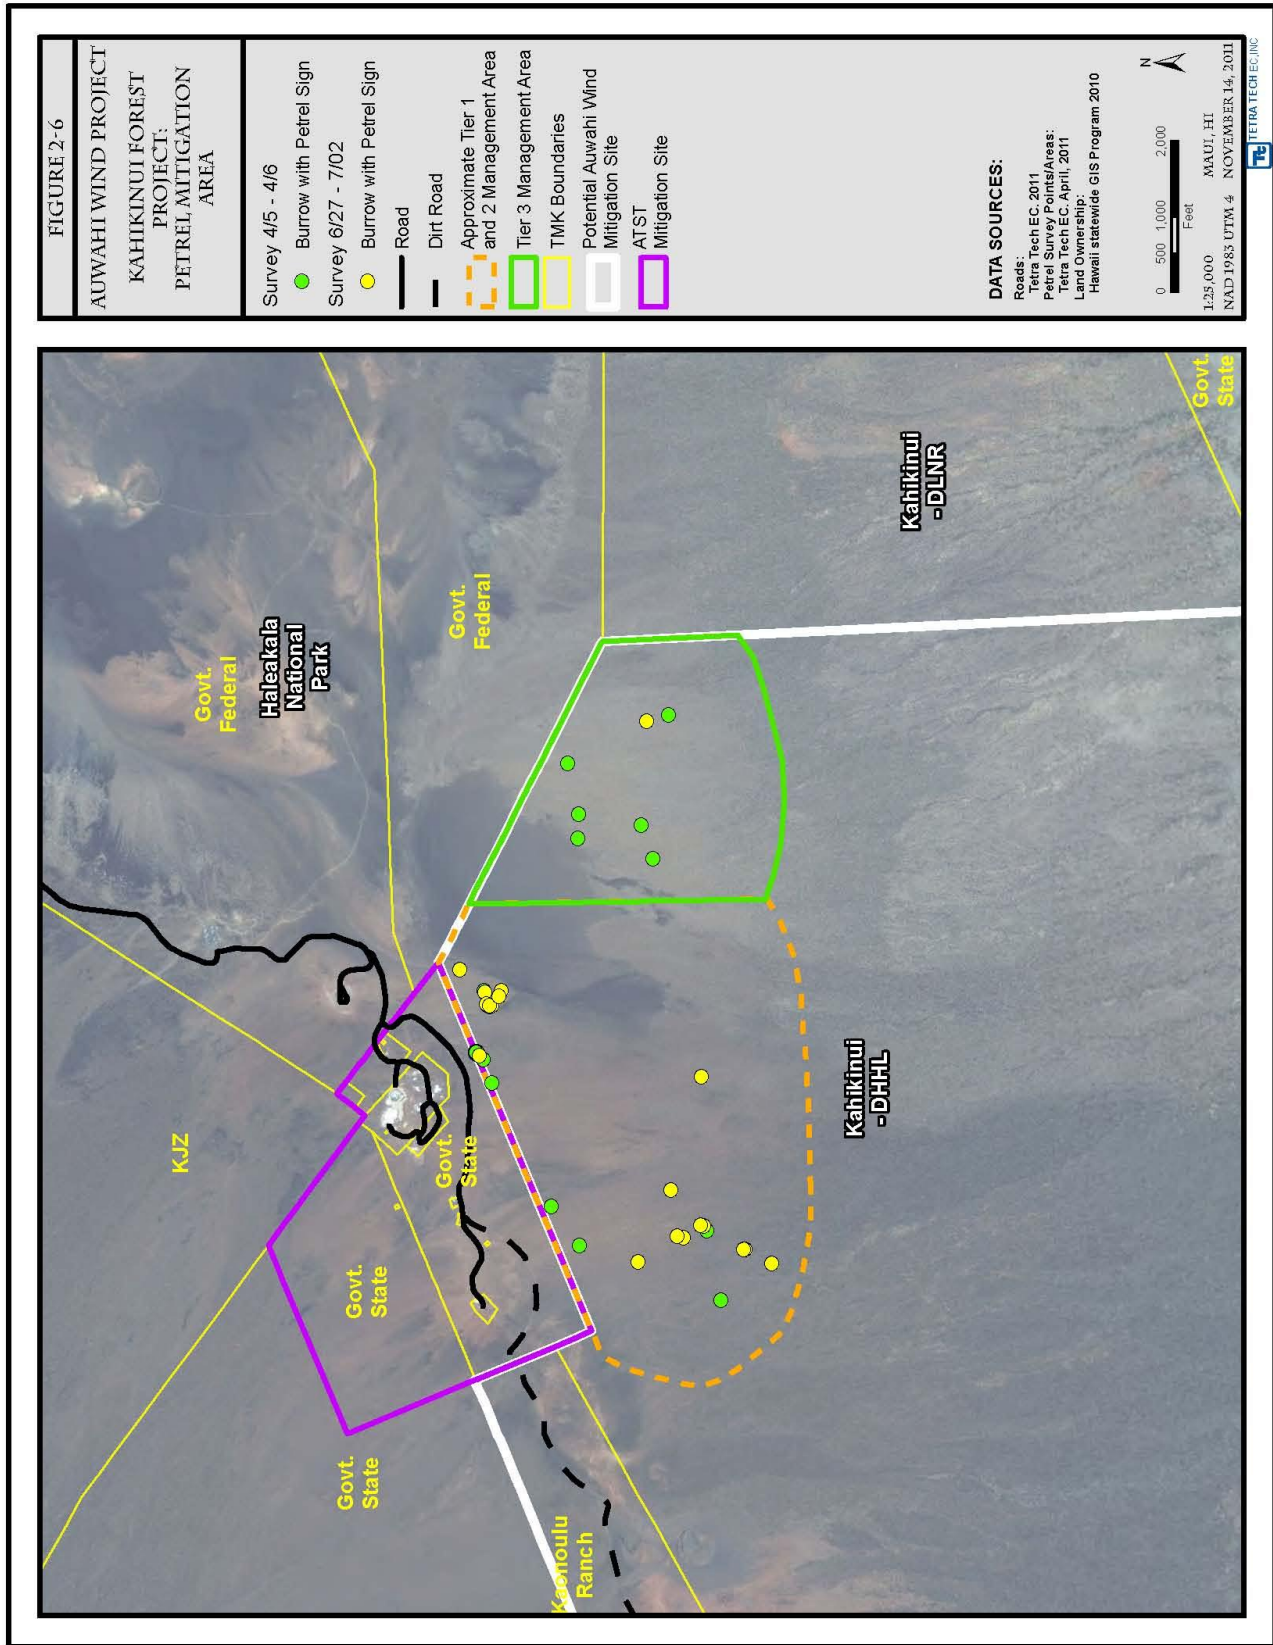 FIGURE 2-6
AUWAHI WIND PROJECT
KAHIKINUI FOREST
PROJECT:
PETREL MITIGATION
AREA
Survey 4/5 - 4/6
Burrow with Petrel Sign
Survey 6/27 - 7/02
Burrow with Petrel Sign
Road
Dirt Road
Approximate Tier 1
and 2 Management Area
Tier 3 Management Area
TMK Boundaries
Potential Auwahi Wind
Mitigation Site
ATST
Mitigation Site
DATA SOURCES:
Roads:
Tetra Tech EC. 2011
Petrel Survey Points/Areas:
Tetra Tech EC. April, 2011
Land Ownership:
Hawaii statewide GIS Program 2010
N
0 500 1,000 2,000
Feet
1:25,000 MAUI, HI
NAD 1983 UTM 4 NOVEMBER 14, 2011
Tt TETRA TECH EC, INC
KJZ
Govt.
Federal
Haleakala
National
Park
Govt.
Federal
Govt.
State
Govt.
State
Govt.
State
Kaonoulu
Ranch
Kahikinui
- DHHL
Kahikinui
- DLNR
Govt.
State